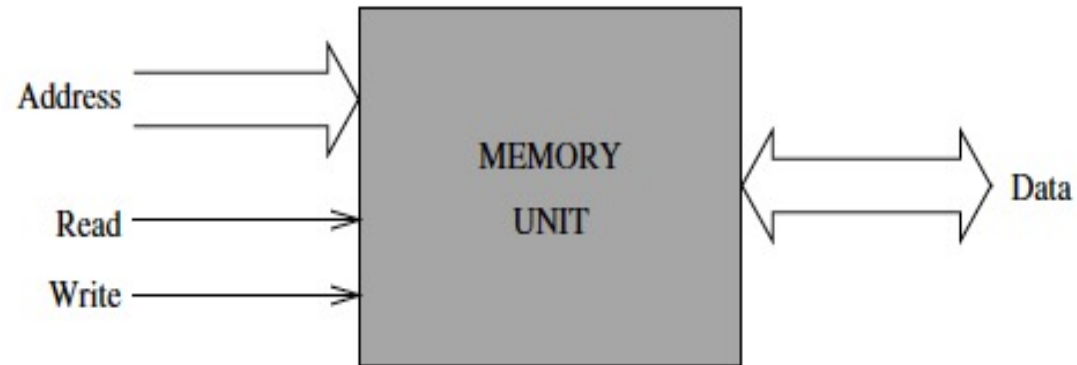 Address
Read
Write
MEMORY
UNIT
Data